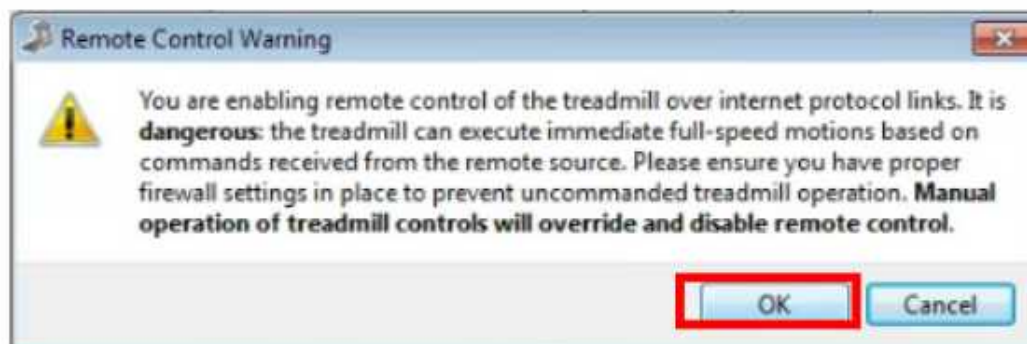 Remote Control Warning
You are enabling remote control of the treadmill over internet protocol links. It is
dangerous: the treadmill can execute immediate full-speed motions based on
commands received from the remote source. Please ensure you have proper
firewall settings in place to prevent uncommanded treadmill operation. Manual
operation of treadmill controls will override and disable remote control.
OK
Cancel